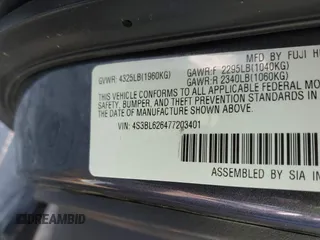 BY FUJI H
GVWR: 4325LB(1960KG)
GAWR:F 2295LB(1040KG)
GAWR:R 2340LB(1060KG)
THIS VEHICLE CONFORMS TO ALL APPLICABLE FEDERAL MO
SAFETY, BUMPER, AND THEFT PREVENTION STANDARDS IN
THE DATE OF MANUFACTURE SHOWN ABOVE.
VIN: 4S3BL626477203401
ASSEMBLED BY SIA IN
DREAMBID